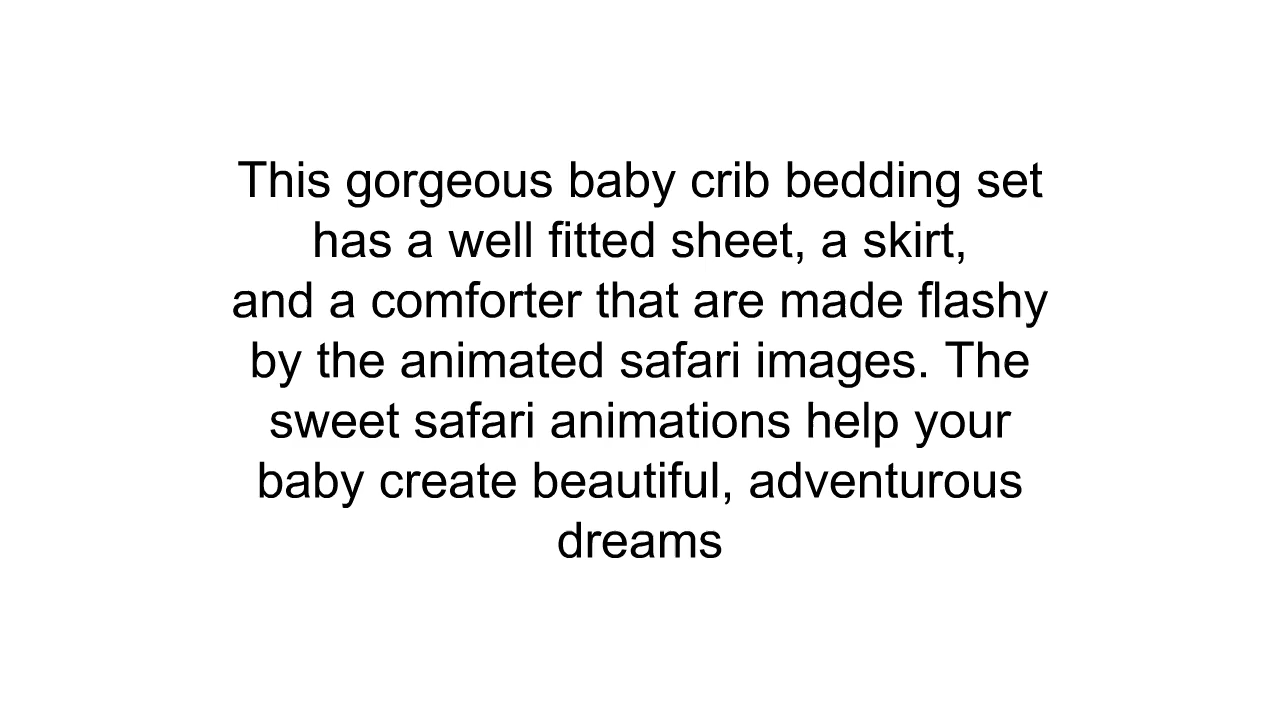 This gorgeous baby crib bedding set
has a well fitted sheet, a skirt,
and a comforter that are made flashy
by the animated safari images. The
sweet safari animations help your
baby create beautiful, adventurous
dreams